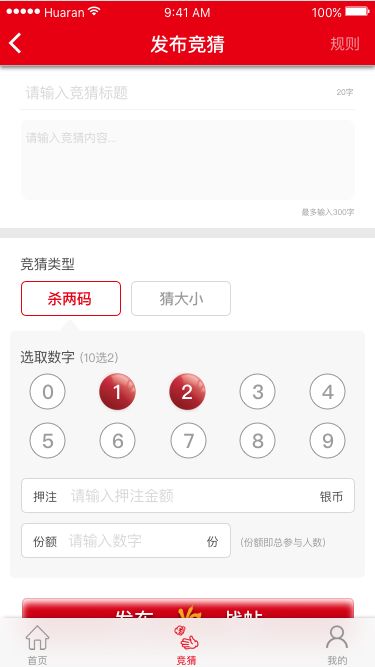 Huaran 9:41 AM 100%
发布竞猜 规则
请输入竞猜标题 20字
请输入竞猜内容...
最多输入300字
竞猜类型
杀两码 猜大小
选取数字 (10选2)
0 1 2 3 4
5 6 7 8 9
押注 请输入押注金额 银币
份额 请输入数字 份 (份额即总参与人数)
发布 战帖
首页 竞猜 我的